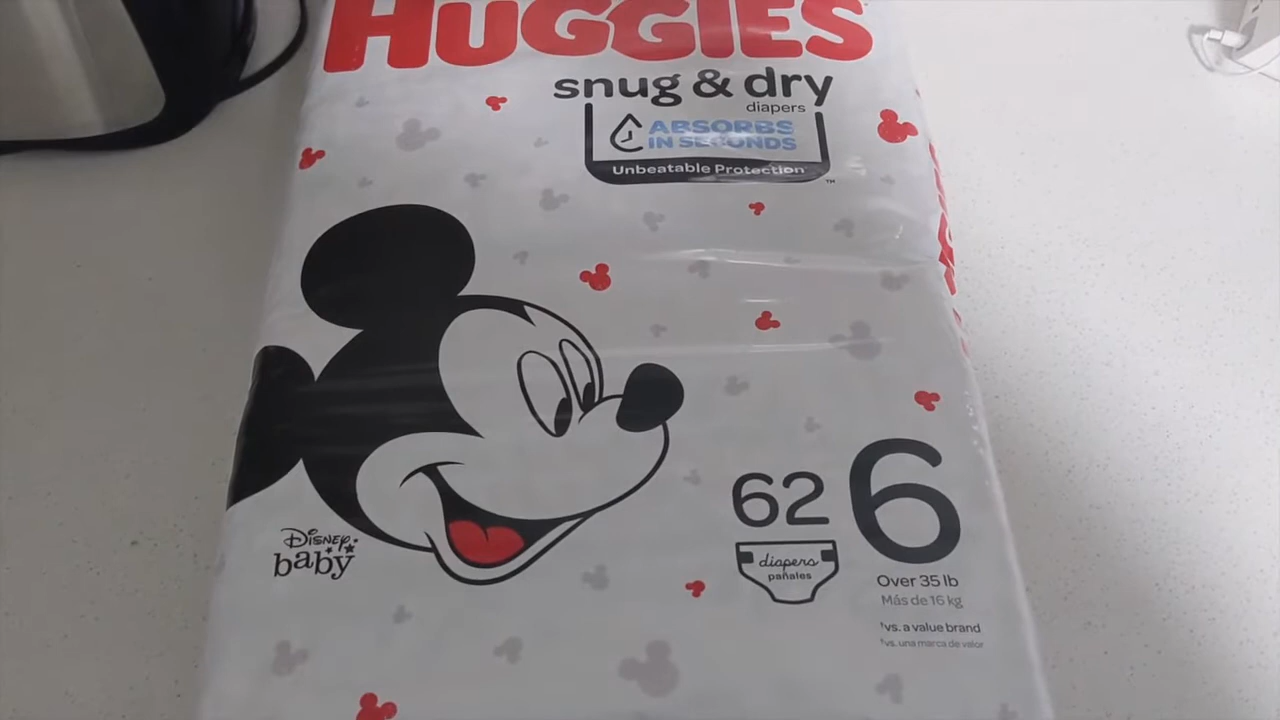 HUGGIES
snug & dry
diapers
ABSORBS
IN SECONDS
Unbeatable Protection
™
62
6
diapers
pañales
Over 35 lb
Más de 16 kg
†vs. a value brand
†vs. una marca de valor
Disney
baby